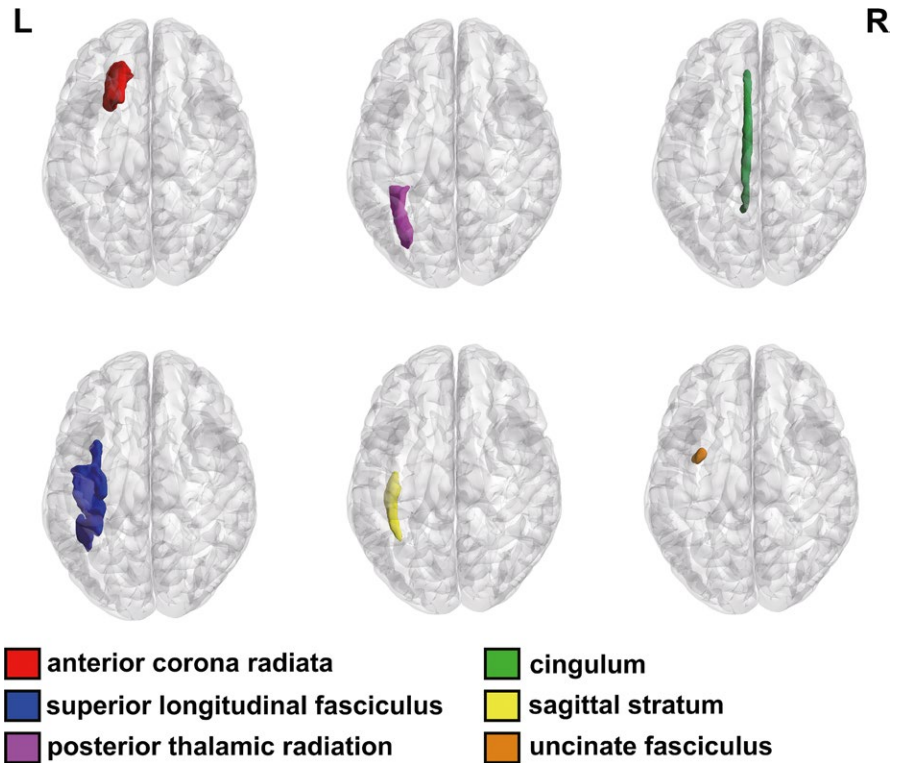 L
R
anterior corona radiata
superior longitudinal fasciculus
posterior thalamic radiation
cingulum
sagittal stratum
uncinate fasciculus